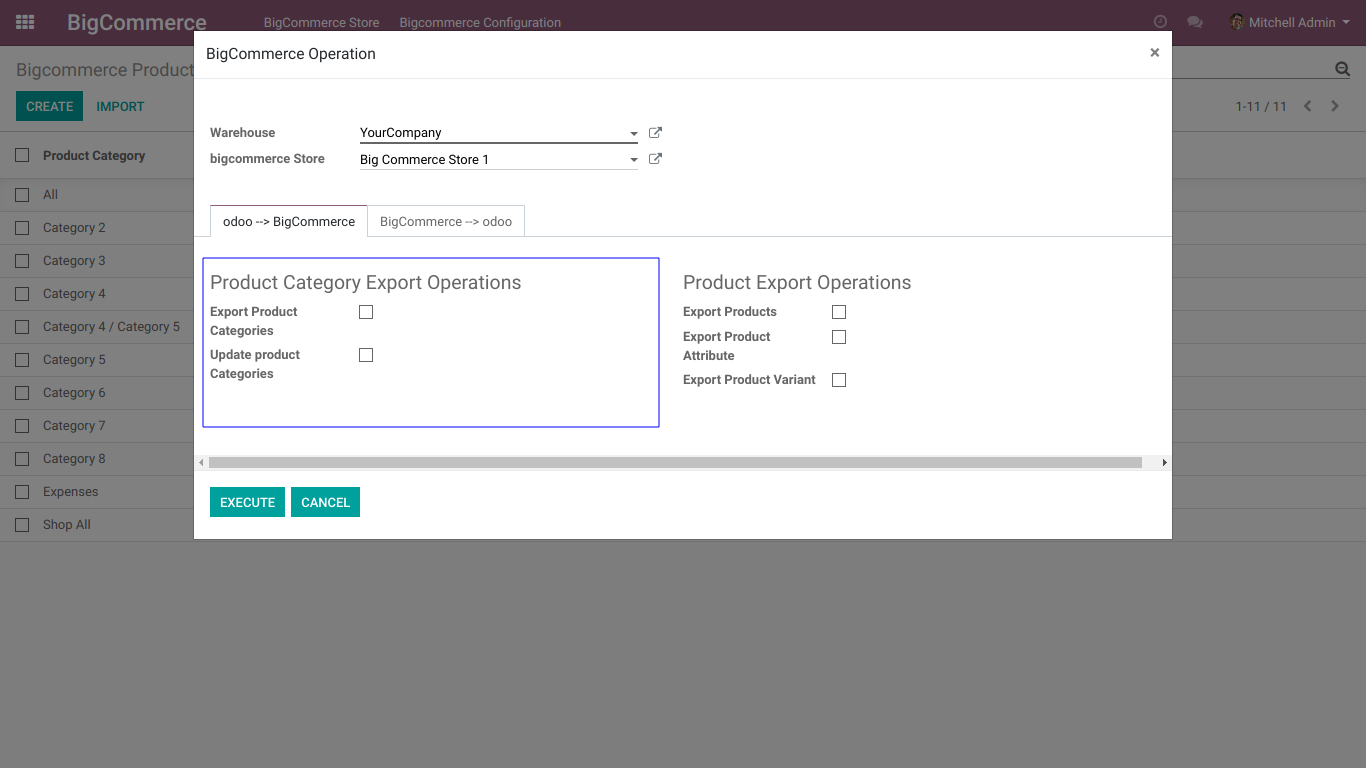 BigCommerce BigCommerce Store Bigcommerce Configuration Mitchell Admin
BigCommerce Operation ×
Bigcommerce Product
CREATE IMPORT 1-11 / 11
Warehouse YourCompany
bigcommerce Store Big Commerce Store 1
odoo --> BigCommerce BigCommerce --> odoo
Product Category Export Operations
Export Product
Categories
Update product
Categories
Product Export Operations
Export Products
Export Product
Attribute
Export Product Variant
EXECUTE CANCEL
Product Category
All
Category 2
Category 3
Category 4
Category 4 / Category 5
Category 5
Category 6
Category 7
Category 8
Expenses
Shop All